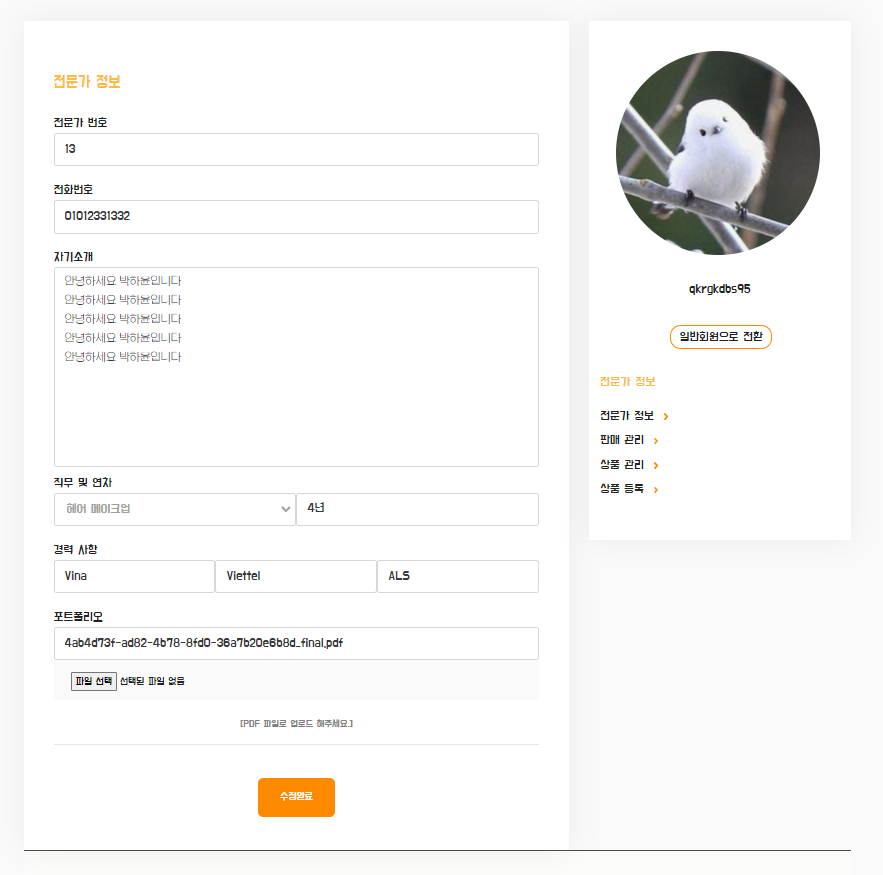 전문가 정보
전문가 번호
13
전화번호
01012331332
자기소개
안녕하세요 박하윤입니다
안녕하세요 박하윤입니다
안녕하세요 박하윤입니다
안녕하세요 박하윤입니다
안녕하세요 박하윤입니다
직무 및 연차
헤어 메이크업
4년
경력 사항
Vina
Viettel
ALS
포트폴리오
4ab4d73f-ad82-4b78-8fd0-36a7b20e6b8d_final.pdf
파일 선택 선택된 파일 없음
[PDF 파일로 업로드 해주세요.]
수정완료
qkrgkdbs95
일반회원으로 전환
전문가 정보
전문가 정보
판매 관리
상품 관리
상품 등록